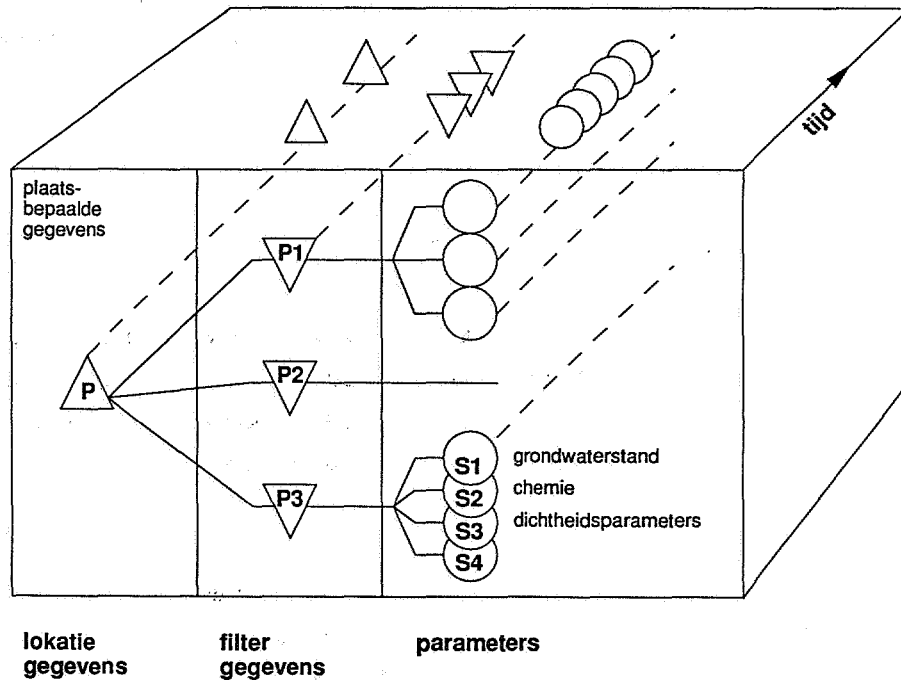 tijd
plaats-
bepaalde
gegevens
P1
P
P2
P3
S1
grondwaterstand
S2
chemie
S3
dichtheidsparameters
S4
lokatie
gegevens
filter
gegevens
parameters